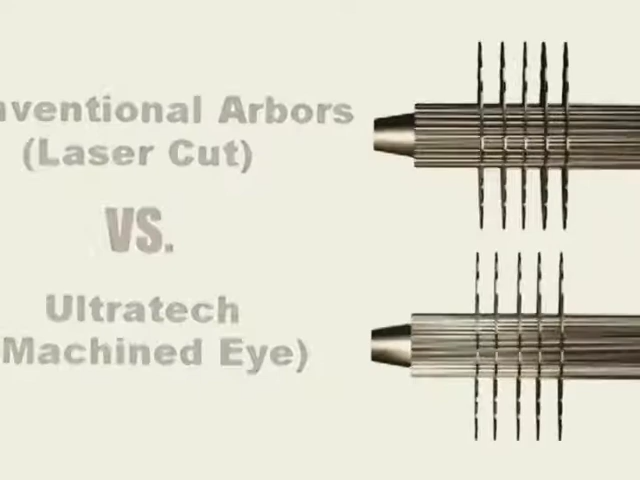 nventional Arbors
(Laser Cut)
VS.
Ultratech
Machined Eye)